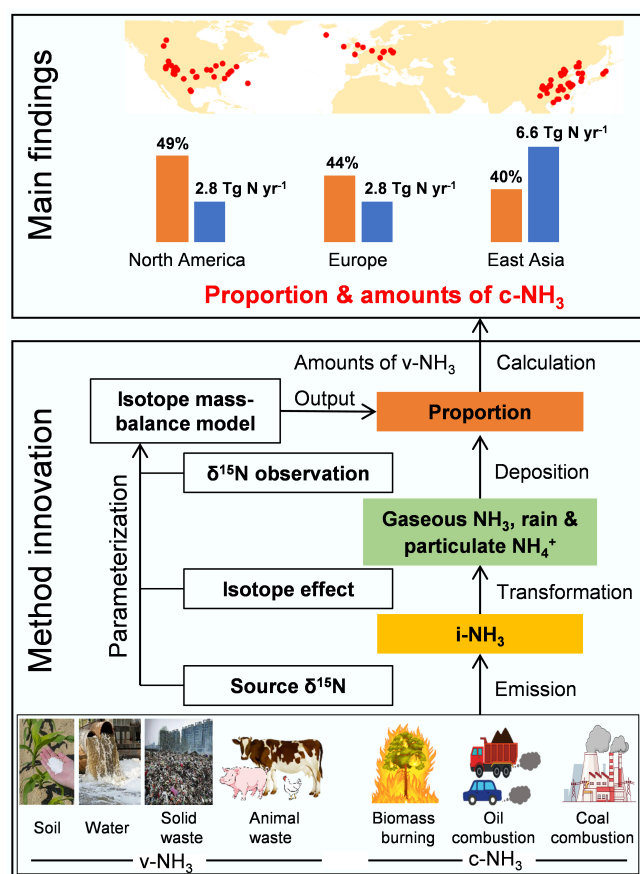 Main findings
49%
2.8 Tg N yr⁻¹
44%
2.8 Tg N yr⁻¹
40%
6.6 Tg N yr⁻¹
North America
Europe
East Asia
Proportion & amounts of c-NH₃
Method innovation
Amounts of v-NH₃
Calculation
Isotope mass-
balance model
Output
Proportion
Parameterization
δ¹⁵N observation
Deposition
Gaseous NH₃, rain &
particulate NH₄⁺
Isotope effect
Transformation
i-NH₃
Source δ¹⁵N
Emission
Soil
Water
Solid
waste
Animal
waste
Biomass
burning
Oil
combustion
Coal
combustion
v-NH₃
c-NH₃